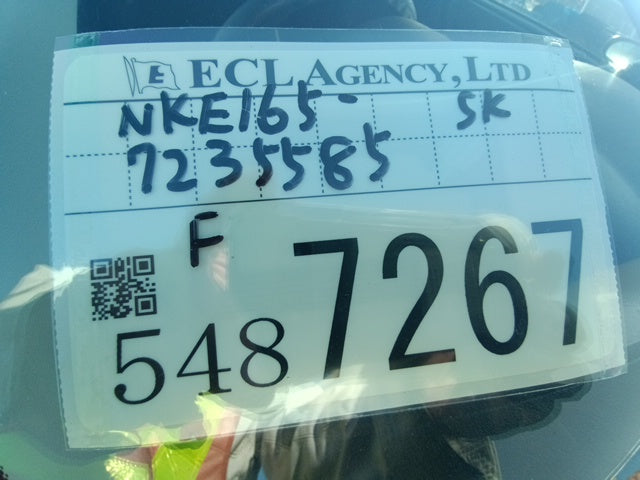 E ECL AGENCY, LTD
NKE165- SK
7235585
F
548 7267